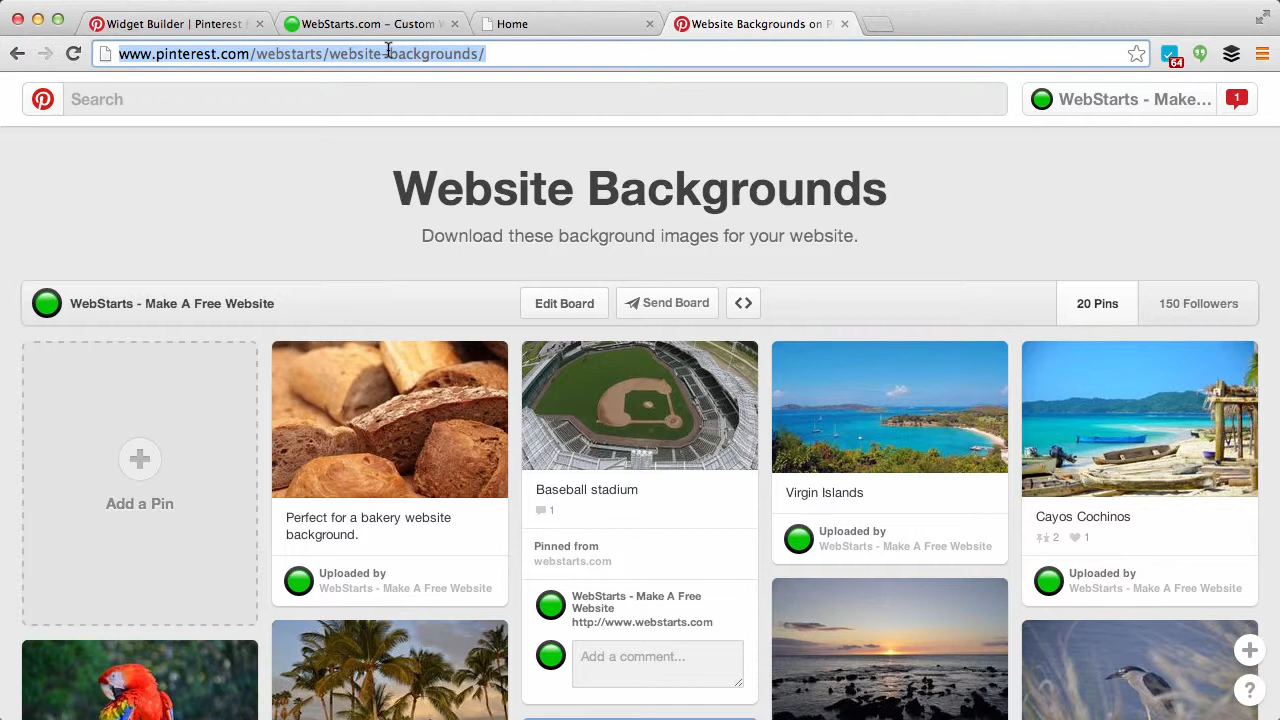 Widget Builder | Pinterest
WebStarts.com – Custom W
Home
Website Backgrounds on P
www.pinterest.com/webstarts/website-backgrounds/
64
Search
WebStarts - Make...
1
Website Backgrounds
Download these background images for your website.
WebStarts - Make A Free Website
Edit Board
Send Board
<>
20 Pins
150 Followers
Add a Pin
Perfect for a bakery website
background.
Uploaded by
WebStarts - Make A Free Website
Baseball stadium
1
Pinned from
webstarts.com
WebStarts - Make A Free
Website
http://www.webstarts.com
Add a comment...
Virgin Islands
Uploaded by
WebStarts - Make A Free Website
Cayos Cochinos
2 1
Uploaded by
WebStarts - Make A Free Website
+
?